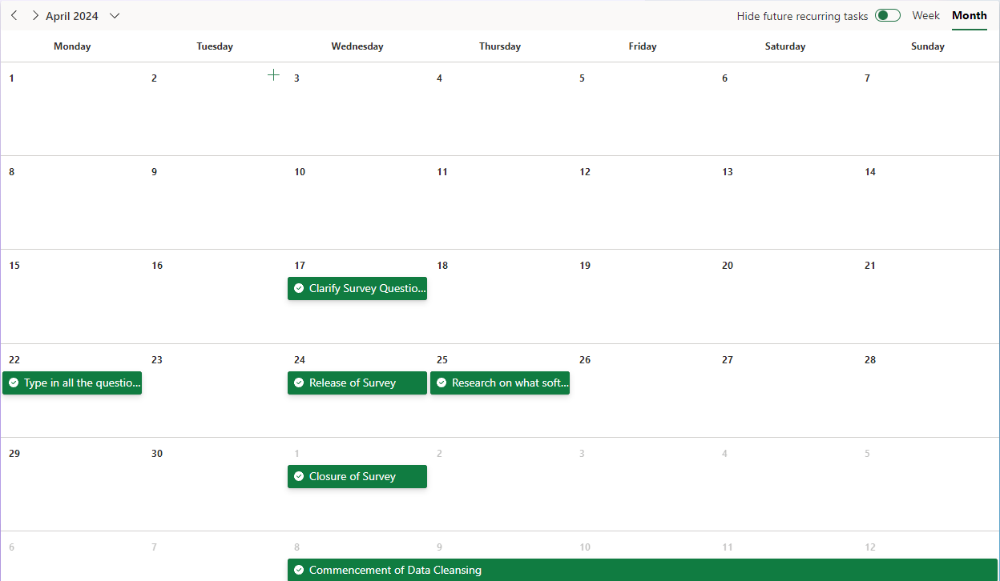 April 2024 Hide future recurring tasks Week Month
Monday Tuesday Wednesday Thursday Friday Saturday Sunday
1 2 3 4 5 6 7
8 9 10 11 12 13 14
15 16 17 18 19 20 21
Clarify Survey Questio...
22 23 24 25 26 27 28
Type in all the questio... Release of Survey Research on what soft...
29 30 1 2 3 4 5
Closure of Survey
6 7 8 9 10 11 12
Commencement of Data Cleansing